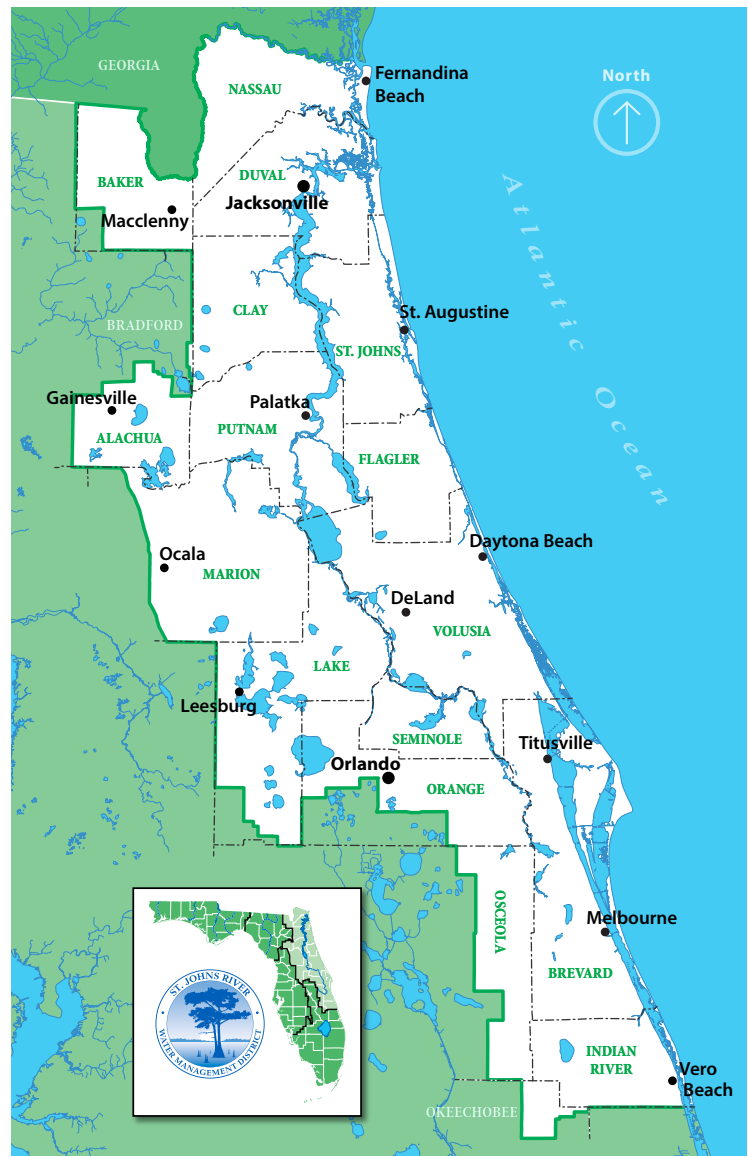 GEORGIA
NASSAU
Fernandina
Beach
North
BAKER
DUVAL
Jacksonville
Macclenny
Atlantic Ocean
CLAY
St. Augustine
BRADFORD
ST. JOHNS
Gainesville
Palatka
ALACHUA
PUTNAM
FLAGLER
Daytona Beach
Ocala
MARION
DeLand
VOLUSIA
LAKE
Leesburg
SEMINOLE
Titusville
Orlando
ORANGE
OSCEOLA
Melbourne
BREVARD
ST. JOHNS RIVER
WATER MANAGEMENT DISTRICT
INDIAN
RIVER
Vero
Beach
OKEECHOBEE